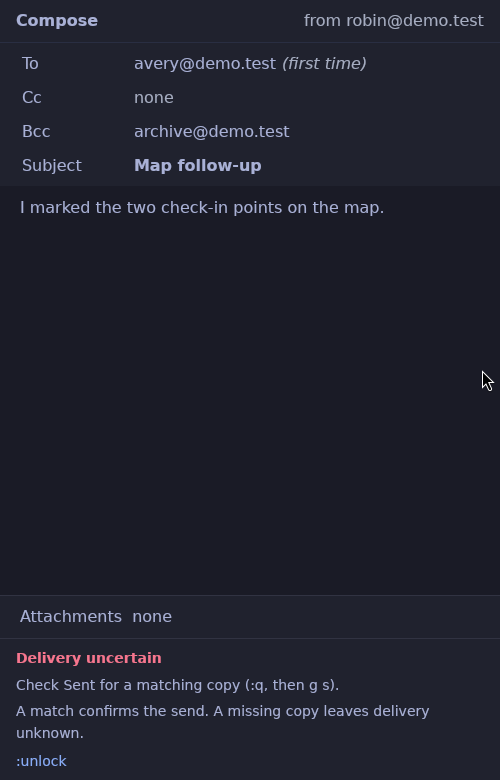 Compose from robin@demo.test
To avery@demo.test (first time)
Cc none
Bcc archive@demo.test
Subject Map follow-up
I marked the two check-in points on the map.
Attachments none
Delivery uncertain
Check Sent for a matching copy (:q, then g s).
A match confirms the send. A missing copy leaves delivery
unknown.
:unlock